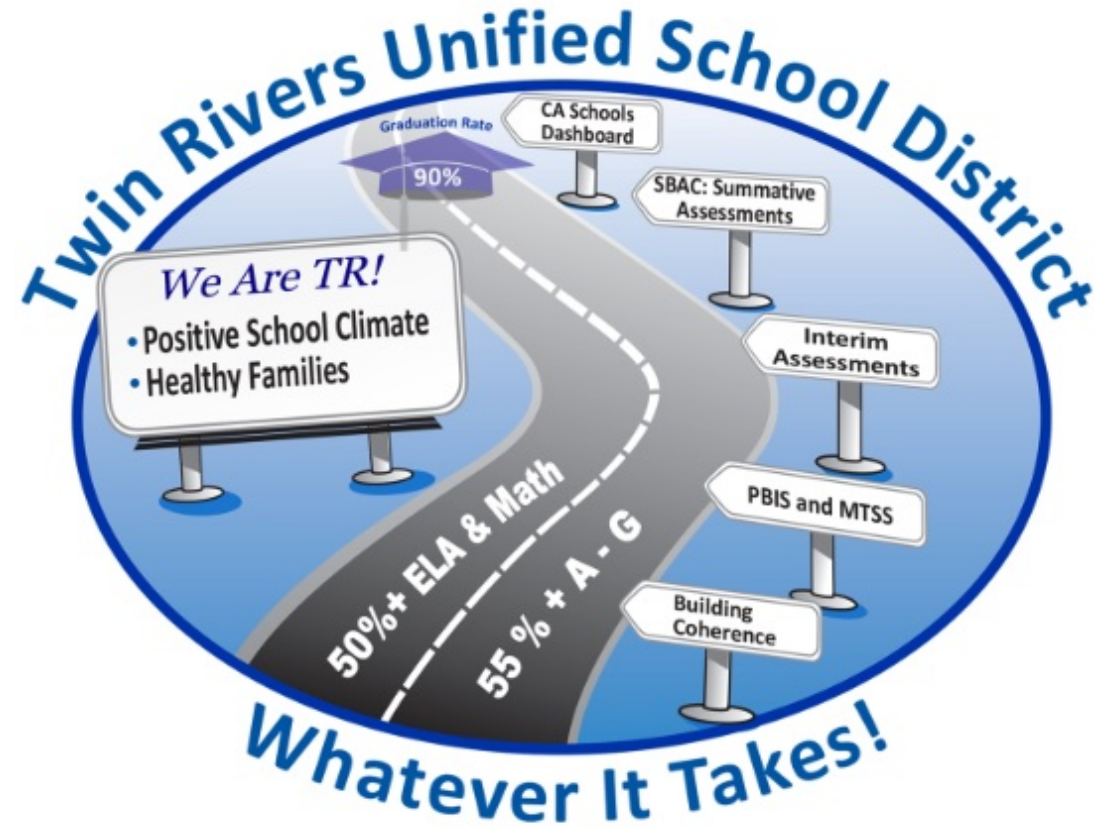 Twin Rivers Unified School District
Graduation Rate
90%
CA Schools
Dashboard
SBAC: Summative
Assessments
We Are TR!
• Positive School Climate
• Healthy Families
Interim
Assessments
PBIS and MTSS
Building
Coherence
50%+ ELA & Math
55 % + A - G
Whatever It Takes!